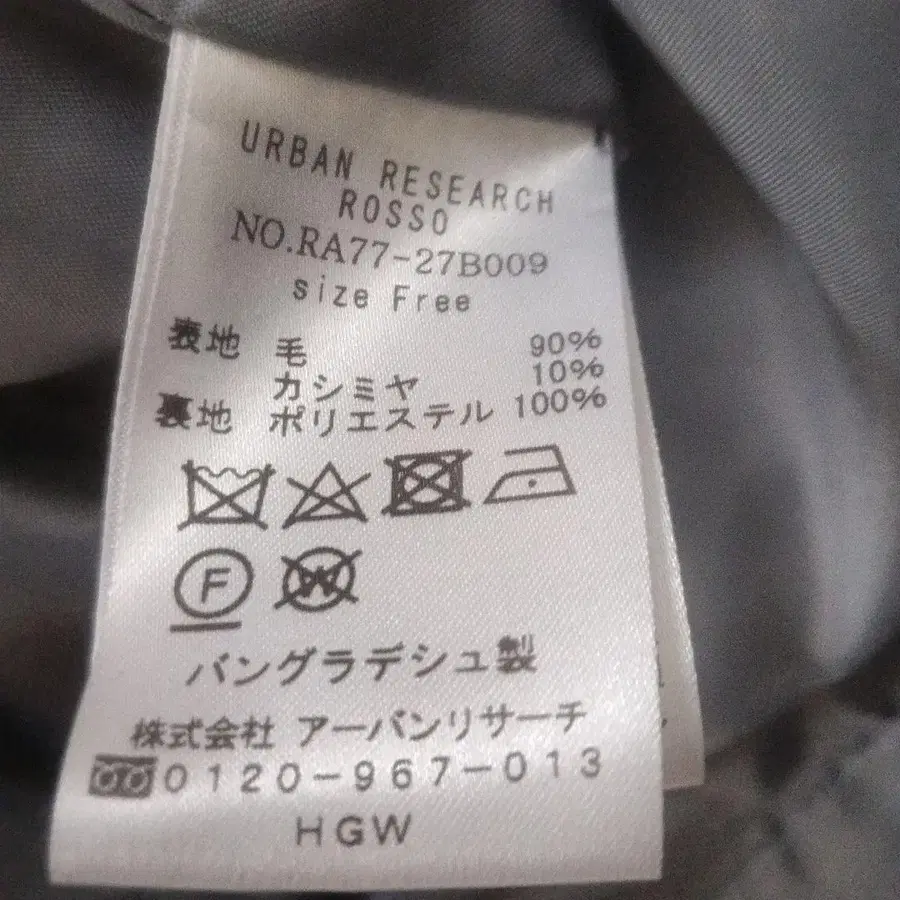 URBAN RESEARCH
ROSSO
NO.RA77-27B009
size Free
表地 毛 90%
カシミヤ 10%
裏地 ポリエステル 100%
F
W
バングラデシュ製
株式会社 アーバンリサーチ
0120-967-013
HGW